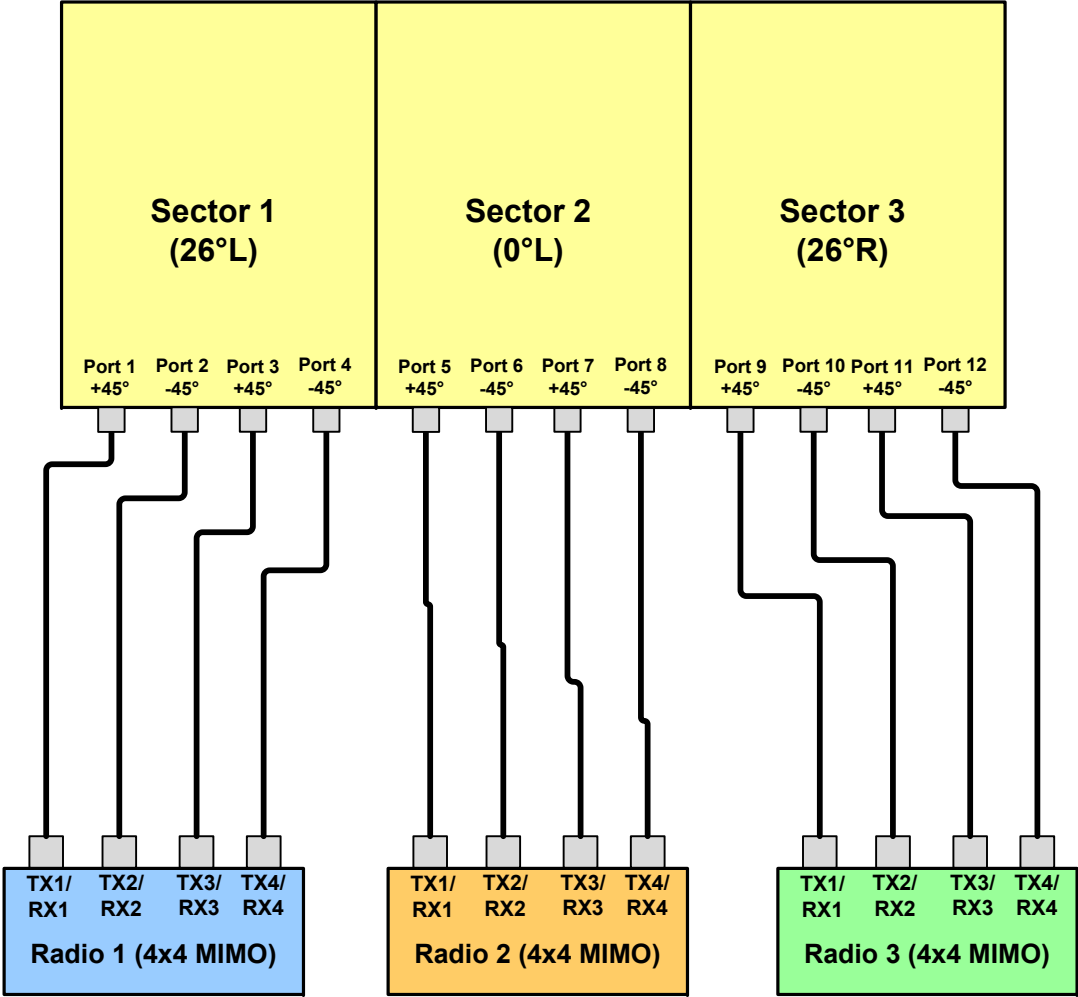 Sector 1
(26°L)
Sector 2
(0°L)
Sector 3
(26°R)
Port 1
+45°
Port 2
-45°
Port 3
+45°
Port 4
-45°
Port 5
+45°
Port 6
-45°
Port 7
+45°
Port 8
-45°
Port 9
+45°
Port 10
-45°
Port 11
+45°
Port 12
-45°
TX1/
RX1
TX2/
RX2
TX3/
RX3
TX4/
RX4
Radio 1 (4x4 MIMO)
TX1/
RX1
TX2/
RX2
TX3/
RX3
TX4/
RX4
Radio 2 (4x4 MIMO)
TX1/
RX1
TX2/
RX2
TX3/
RX3
TX4/
RX4
Radio 3 (4x4 MIMO)